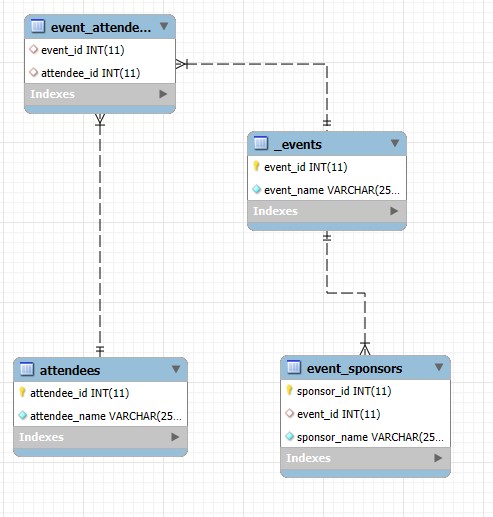 event_attende...
event_id INT(11)
attendee_id INT(11)
Indexes
_events
event_id INT(11)
event_name VARCHAR(25...
Indexes
attendees
attendee_id INT(11)
attendee_name VARCHAR(25...
Indexes
event_sponsors
sponsor_id INT(11)
event_id INT(11)
sponsor_name VARCHAR(25...
Indexes